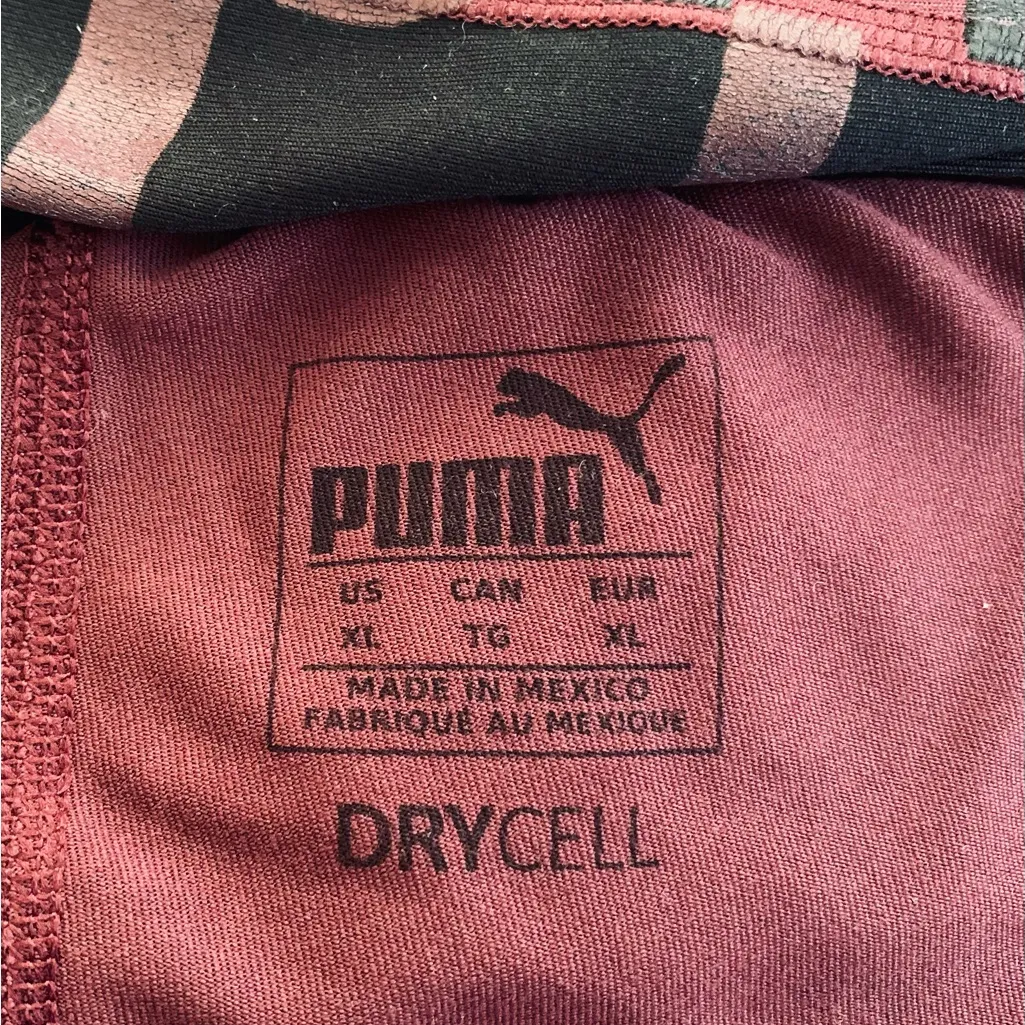 PUMA
US CAN EUR
XL TG XL
MADE IN MEXICO
FABRIQUÉ AU MEXIQUE
DRYCELL